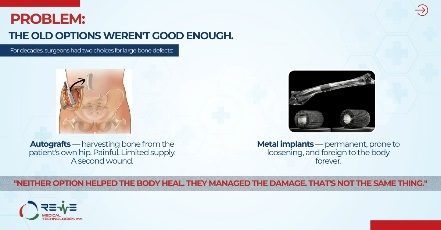 PROBLEM:
THE OLD OPTIONS WEREN'T GOOD ENOUGH.
For decades, surgeons had two choices for large bone defects:
Autografts — harvesting bone from the
patient's own hip. Painful. Limited supply.
A second wound.
Metal implants — permanent, prone to
loosening, and foreign to the body
forever.
"NEITHER OPTION HELPED THE BODY HEAL. THEY MANAGED THE DAMAGE. THAT'S NOT THE SAME THING."
MEDICAL
TECHNOLOGIES, INC